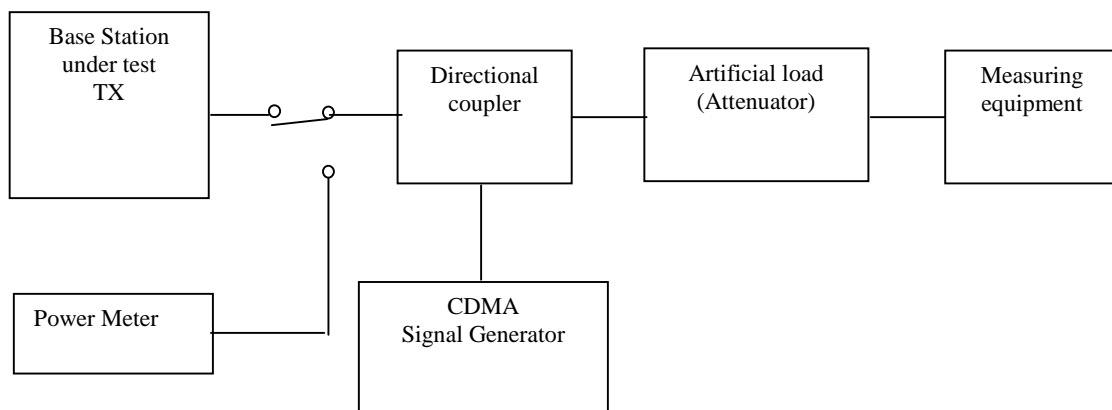 Base Station
under test
TX
Directional
coupler
Artificial load
(Attenuator)
Measuring
equipment
Power Meter
CDMA
Signal Generator